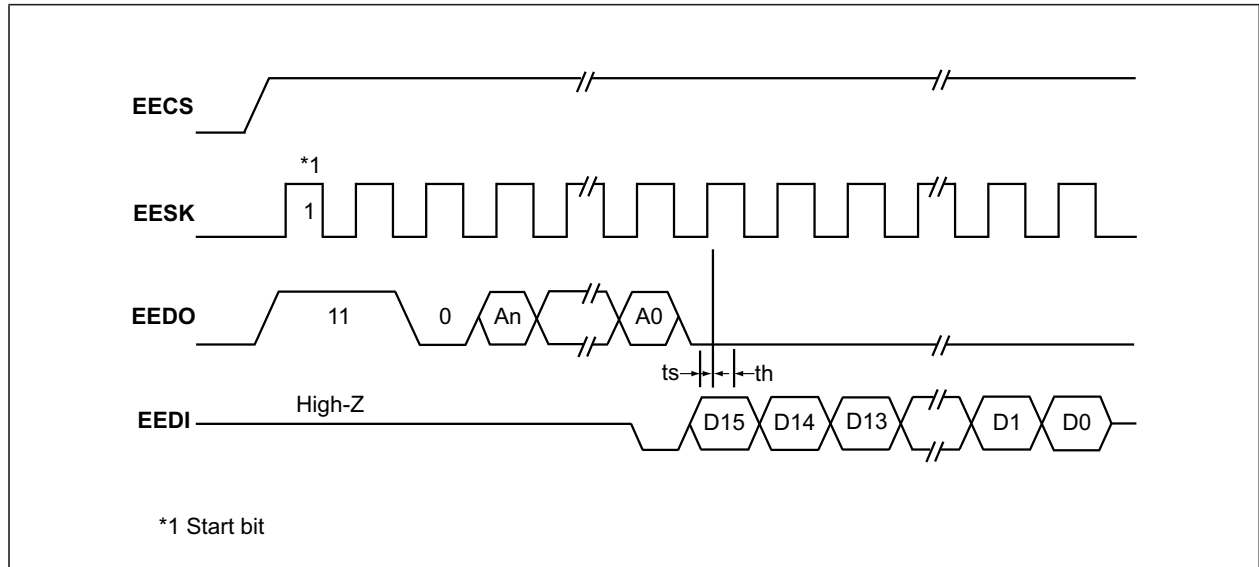 EECS
*1
EESK 1
EEDO 11 0 An A0
ts th
EEDI High-Z D15 D14 D13 D1 D0
*1 Start bit